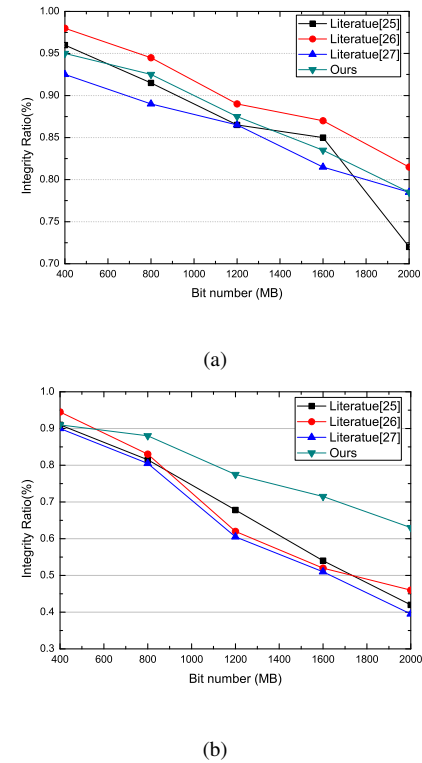 1.00
0.95
0.90
0.85
0.80
0.75
0.70
Integrity Ratio(%)
Literatue[25]
Literatue[26]
Literatue[27]
Ours
400 600 800 1000 1200 1400 1600 1800 2000
Bit number (MB)
(a)
1.0
0.9
0.8
0.7
0.6
0.5
0.4
0.3
Integrity Ratio(%)
Literatue[25]
Literatue[26]
Literatue[27]
Ours
400 600 800 1000 1200 1400 1600 1800 2000
Bit number (MB)
(b)